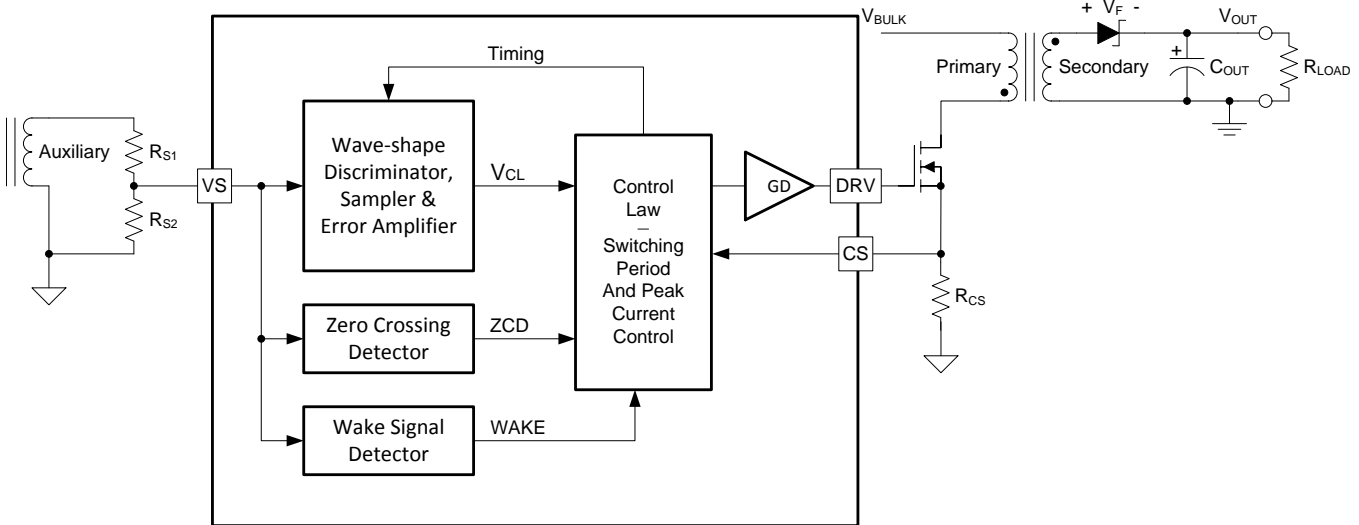 + VF -
VBULK
VOUT
Timing
Primary
Secondary
+
COUT
RLOAD
Auxiliary
RS1
RS2
VS
Wave-shape
Discriminator,
Sampler &
Error Amplifier
VCL
Control
Law
–
Switching
Period
And Peak
Current
Control
GD
DRV
CS
RCS
Zero Crossing
Detector
ZCD
Wake Signal
Detector
WAKE